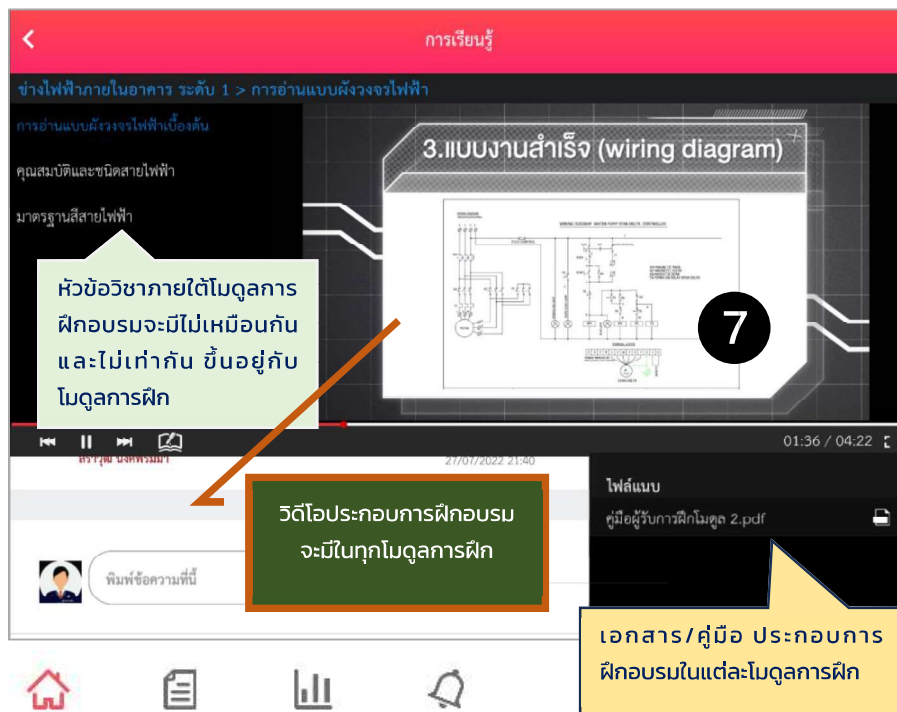 การเรียนรู้
ช่างไฟฟ้าภายในอาคาร ระดับ 1 > การอ่านแบบผังวงจรไฟฟ้า
การอ่านแบบผังวงจรไฟฟ้าเบื้องต้น
คุณสมบัติและชนิดสายไฟฟ้า
มาตรฐานสีสายไฟฟ้า
3.แบบงานสำเร็จ (wiring diagram)
7
หัวข้อวิชาภายใต้โมดูลการ
ฝึกอบรมจะมีไม่เหมือนกัน
และไม่เท่ากัน ขึ้นอยู่กับ
โมดูลการฝึก
01:36 / 04:22
27/07/2022 21:40
วิดีโอประกอบการฝึกอบรม
จะมีในทุกโมดูลการฝึก
ไฟล์แนบ
คู่มือผู้รับการฝึกโมดูล 2.pdf
พิมพ์ข้อความที่นี่
เอกสาร/คู่มือ ประกอบการ
ฝึกอบรมในแต่ละโมดูลการฝึก